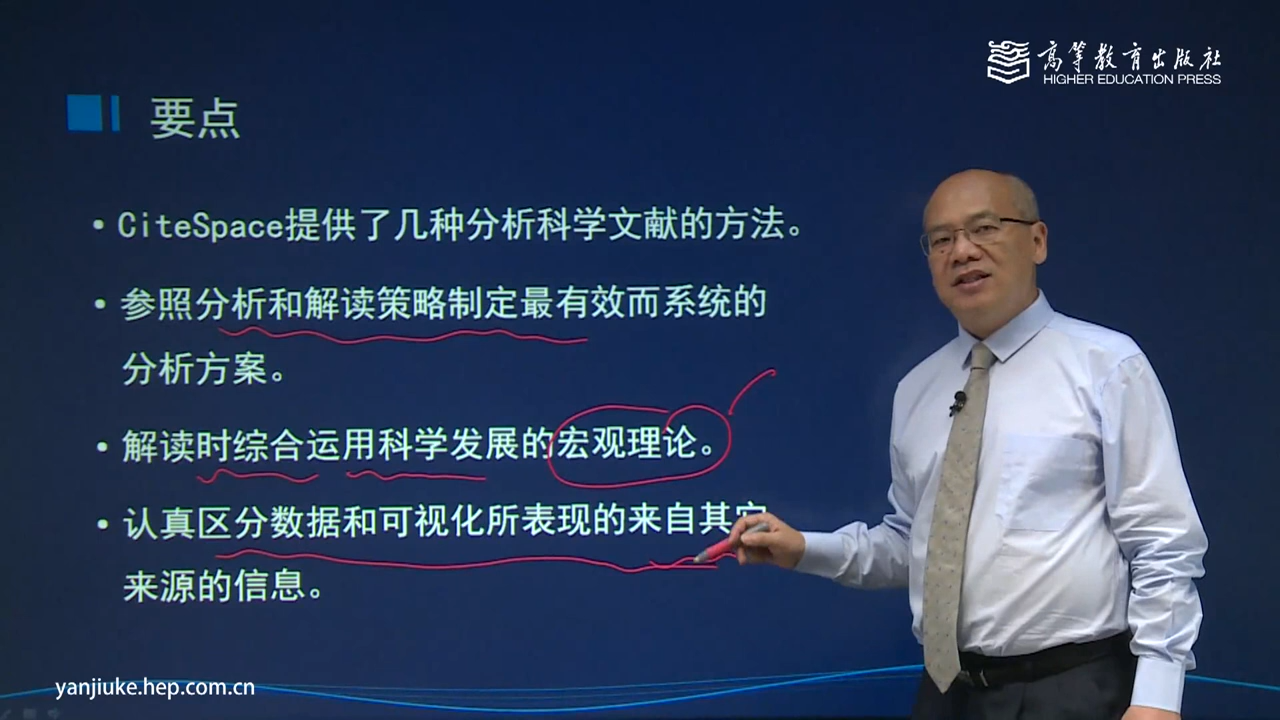 高等教育出版社
HIGHER EDUCATION PRESS
要点
• CiteSpace提供了几种分析科学文献的方法。
• 参照分析和解读策略制定最有效而系统的
分析方案。
• 解读时综合运用科学发展的宏观理论。
• 认真区分数据和可视化所表现的来自其它
来源的信息。
yanjiuke.hep.com.cn